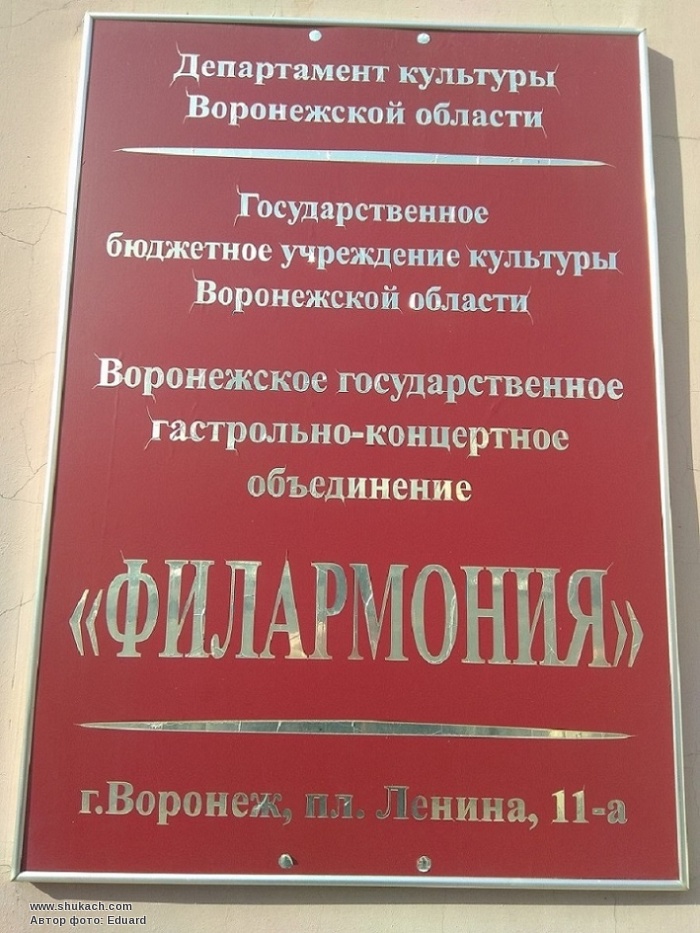 Департамент культуры
Воронежской области
Государственное
бюджетное учреждение культуры
Воронежской области
Воронежское государственное
гастрольно-концертное
объединение
«ФИЛАРМОНИЯ»
г.Воронеж, пл. Ленина, 11-а
www.shukach.com
Автор фото: Eduard